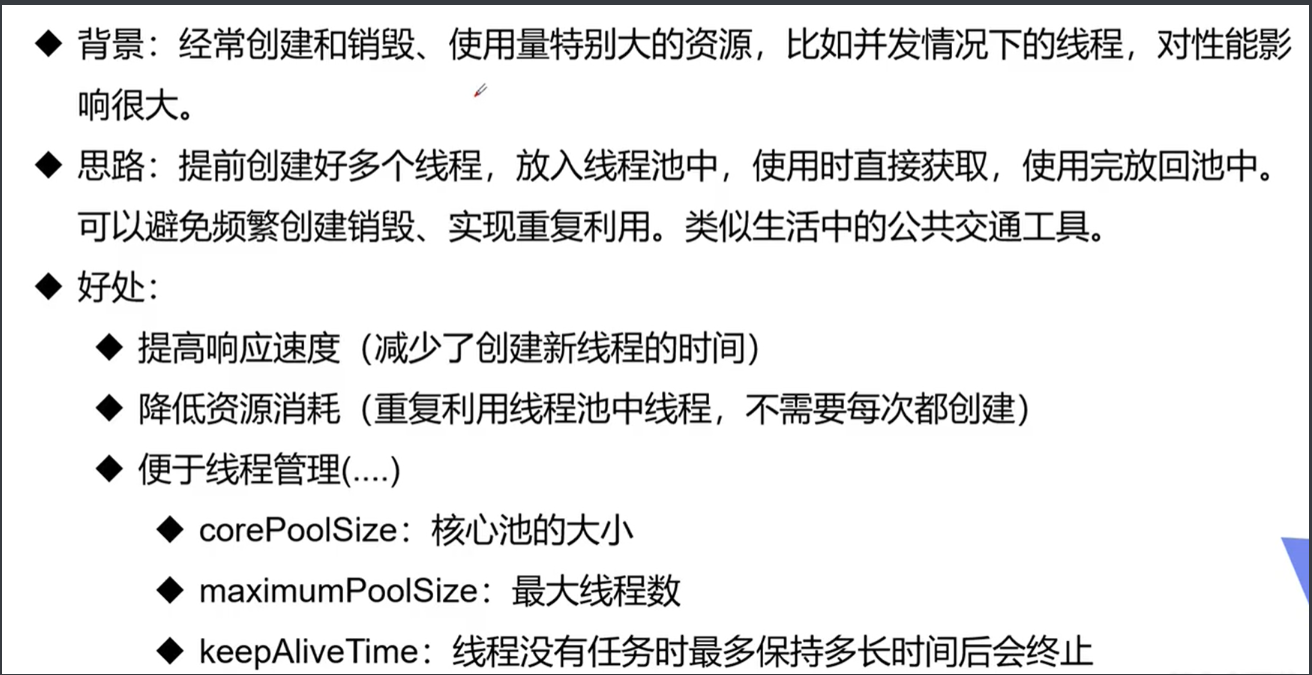 ◆ 背景：经常创建和销毁、使用量特别大的资源，比如并发情况下的线程，对性能影
响很大。
◆ 思路：提前创建好多个线程，放入线程池中，使用时直接获取，使用完放回池中。
可以避免频繁创建销毁、实现重复利用。类似生活中的公共交通工具。
◆ 好处：
◆ 提高响应速度（减少了创建新线程的时间）
◆ 降低资源消耗（重复利用线程池中线程，不需要每次都创建）
◆ 便于线程管理(....)
◆ corePoolSize：核心池的大小
◆ maximumPoolSize：最大线程数
◆ keepAliveTime：线程没有任务时最多保持多长时间后会终止